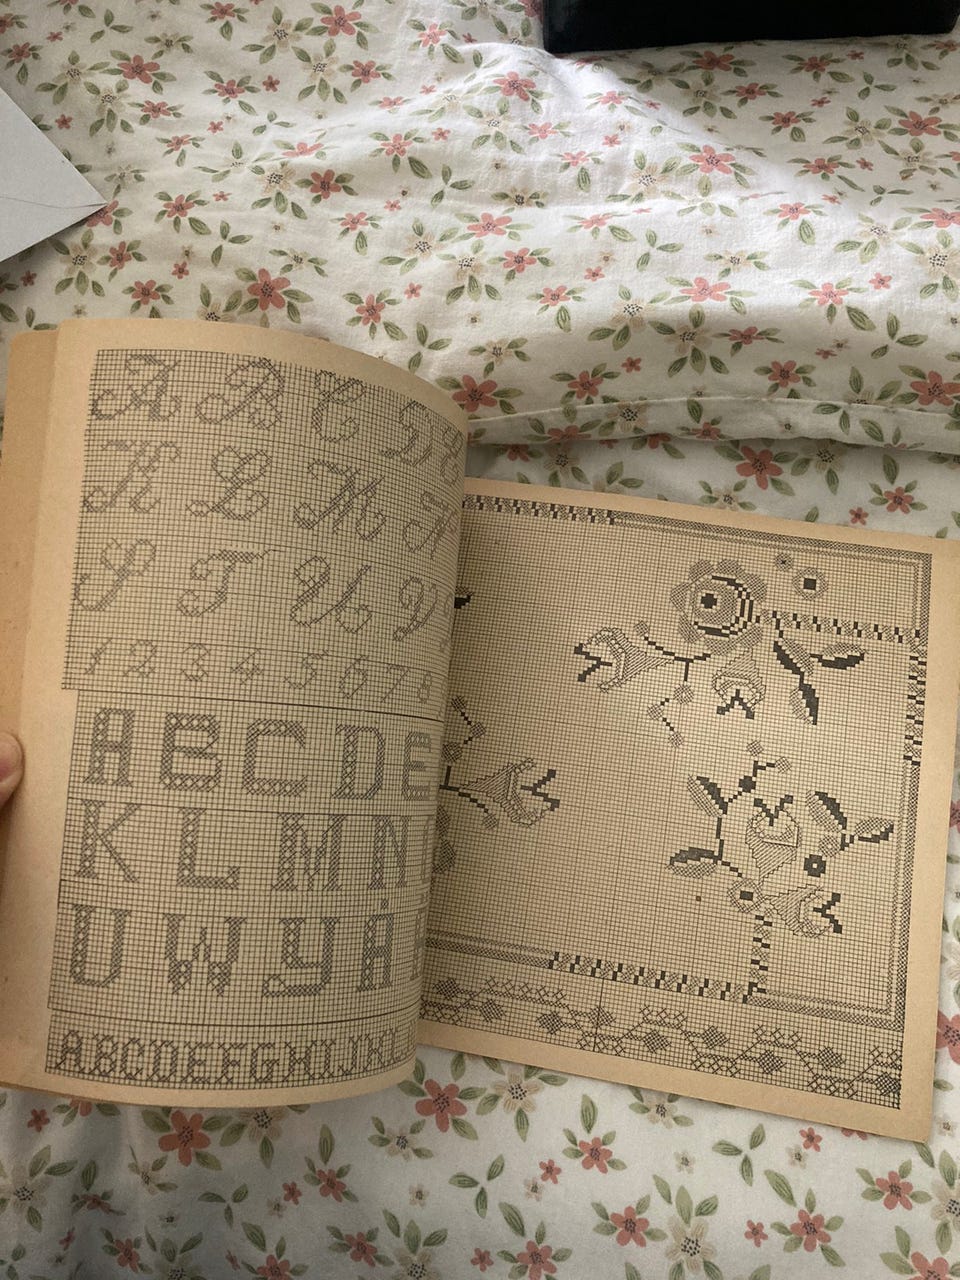 A B C
K L M
S T U V
1 2 3 4 5 6 7 8
A B C D E
K L M N
U W Y Å
ABCDEFGHIJKL